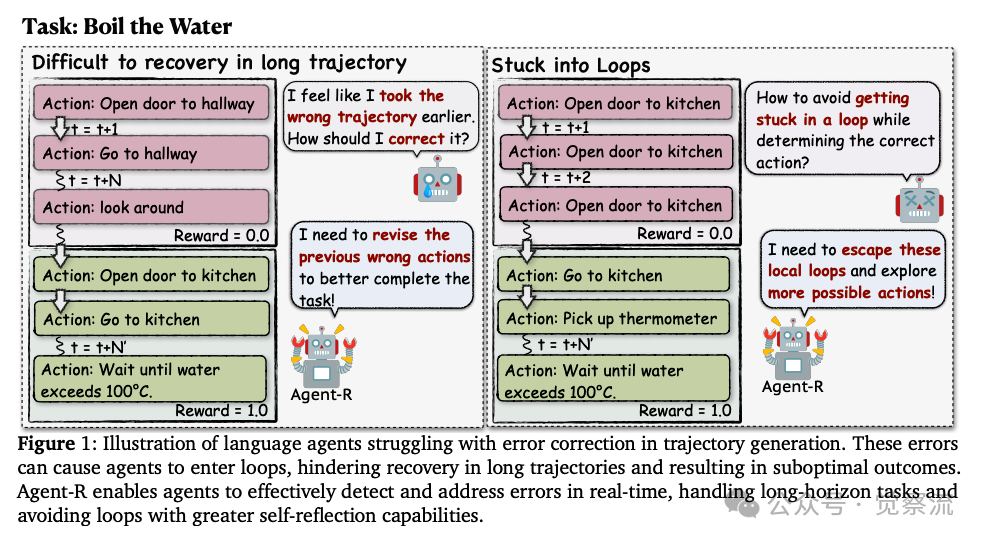 Task: Boil the Water
Difficult to recovery in long trajectory
Action: Open door to hallway
t = t+1
Action: Go to hallway
t = t+N
Action: look around
Reward = 0.0
Action: Open door to kitchen
Action: Go to kitchen
t = t+N'
Action: Wait until water
exceeds 100°C.
Reward = 1.0
I feel like I took the
wrong trajectory earlier.
How should I correct it?
I need to revise the
previous wrong actions
to better complete the
task!
Agent-R
Stuck into Loops
Action: Open door to kitchen
t = t+1
Action: Open door to kitchen
t = t+2
Action: Open door to kitchen
Reward = 0.0
Action: Go to kitchen
Action: Pick up thermometer
t = t+N'
Action: Wait until water
exceeds 100°C.
Reward = 1.0
How to avoid getting
stuck in a loop while
determining the correct
action?
I need to escape these
local loops and explore
more possible actions!
Agent-R
Figure 1: Illustration of language agents struggling with error correction in trajectory generation. These errors
can cause agents to enter loops, hindering recovery in long trajectories and resulting in suboptimal outcomes.
Agent-R enables agents to effectively detect and address errors in real-time, handling long-horizon tasks and
avoiding loops with greater self-reflection capabilities.
公众号 · 觉察流